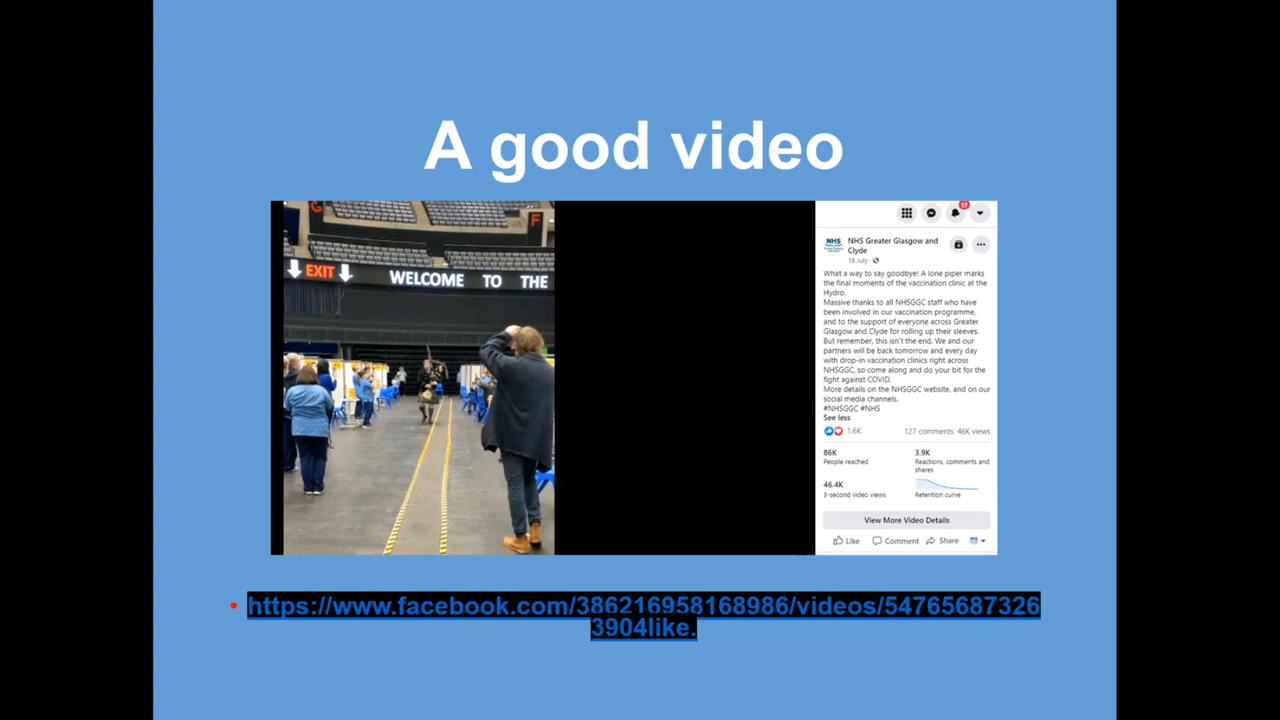 A good video
G
F
EXIT
WELCOME TO THE
17
NHS
NHS Greater Glasgow and
Clyde
18 July ·
What a way to say goodbye! A lone piper marks
the final moments of the vaccination clinic at the
Hydro.
Massive thanks to all NHSGGC staff who have
been involved in our vaccination programme,
and to the support of everyone across Greater
Glasgow and Clyde for rolling up their sleeves.
But remember, this isn't the end. We and our
partners will be back tomorrow and every day
with drop-in vaccination clinics right across
NHSGGC, so come along and do your bit for the
fight against COVID.
More details on the NHSGGC website, and on our
social media channels.
#NHSGGC #NHS
See less
1.6K 127 comments 46K views
86K 3.9K
People reached Reactions, comments and
shares
46.4K
3-second video views Retention curve
View More Video Details
Like Comment Share
• https://www.facebook.com/386216958168986/videos/54765687326
3904like.